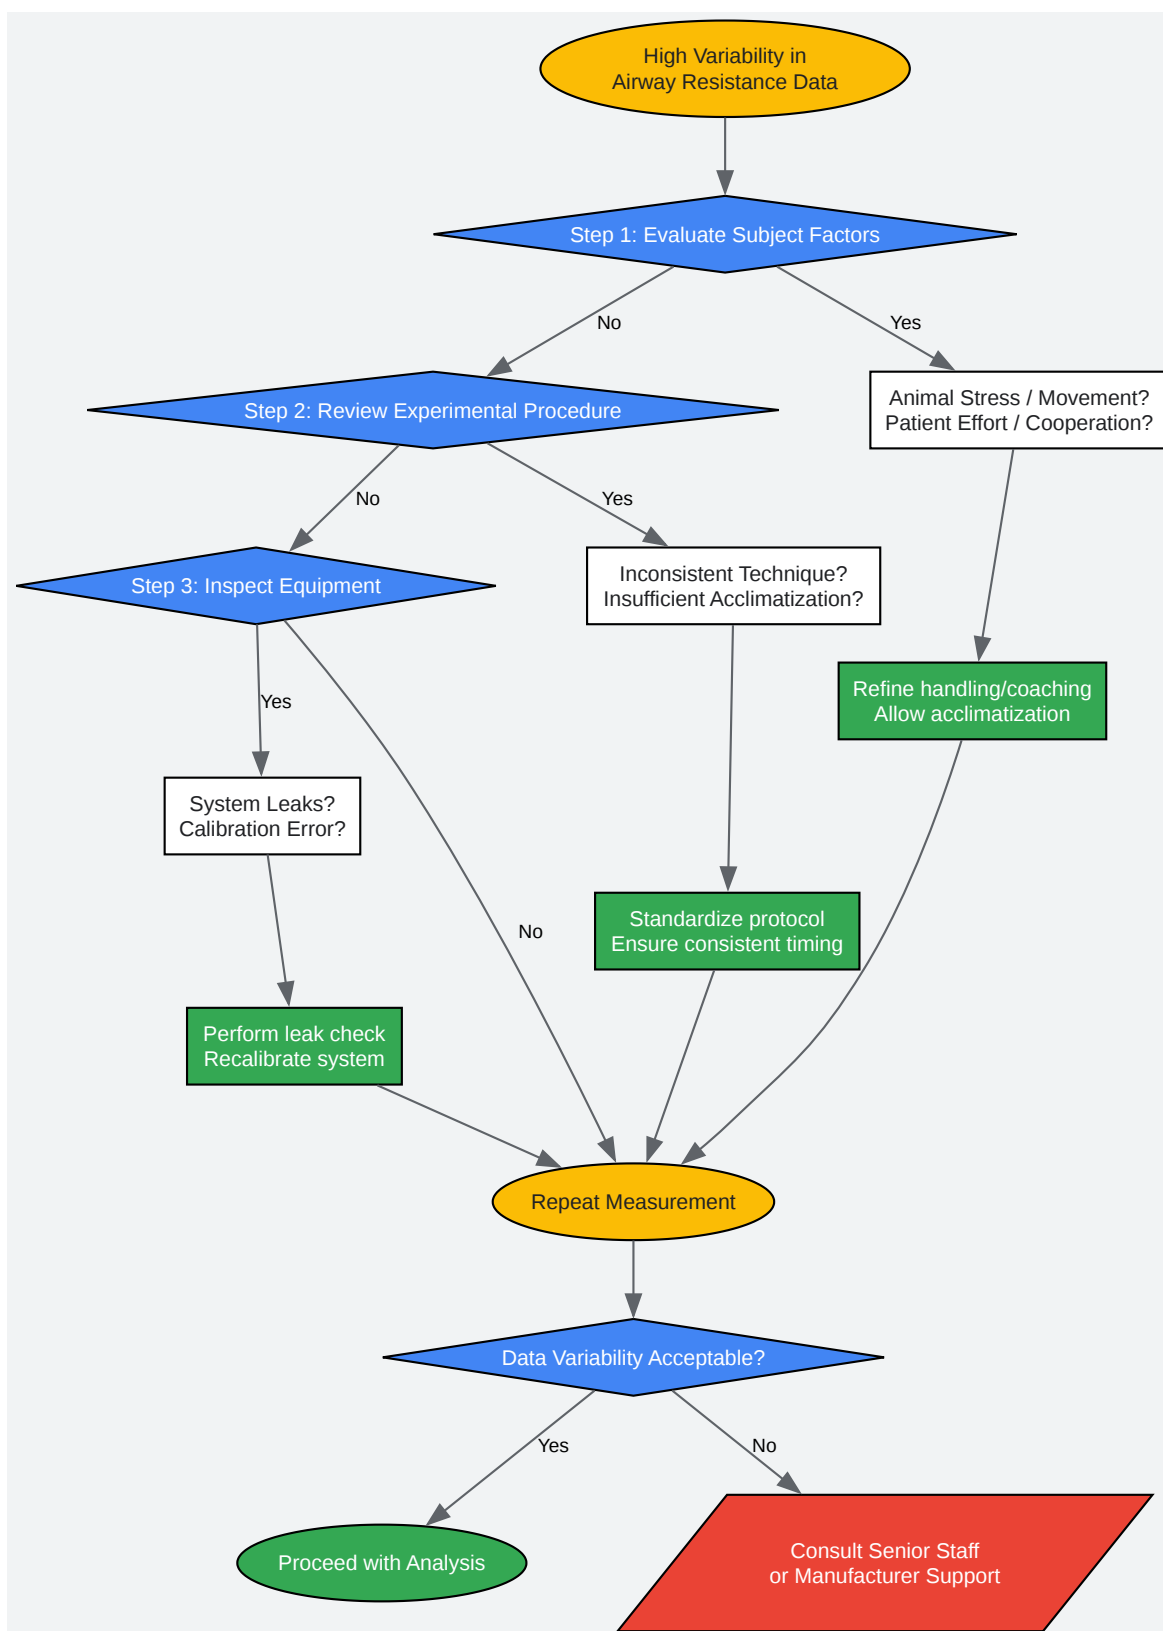 High Variability in
Airway Resistance Data
Step 1: Evaluate Subject Factors
No
Yes
Step 2: Review Experimental Procedure
Animal Stress / Movement?
Patient Effort / Cooperation?
No
Yes
Step 3: Inspect Equipment
Inconsistent Technique?
Insufficient Acclimatization?
Yes
Refine handling/coaching
Allow acclimatization
System Leaks?
Calibration Error?
No
Standardize protocol
Ensure consistent timing
Perform leak check
Recalibrate system
Repeat Measurement
Data Variability Acceptable?
Yes
No
Proceed with Analysis
Consult Senior Staff
or Manufacturer Support